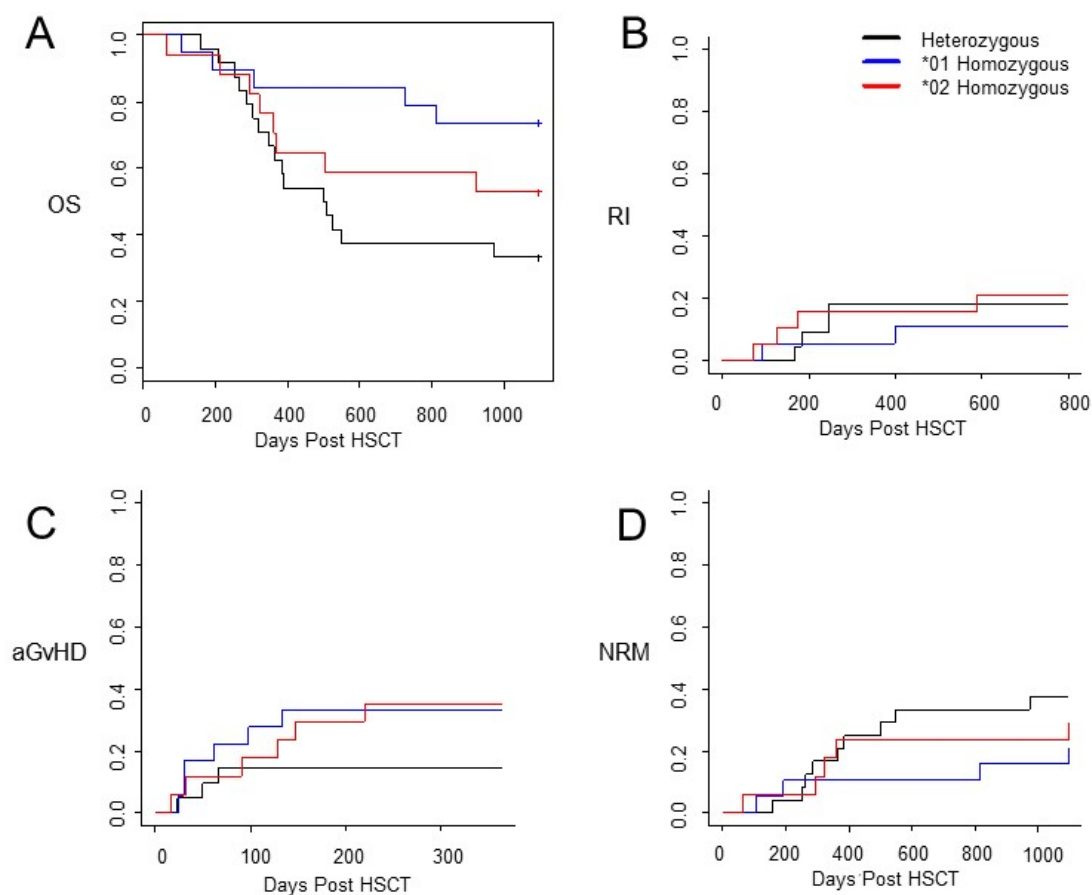 A
OS
1.0
0.8
0.6
0.4
0.2
0.0
0 200 400 600 800 1000
Days Post HSCT
B
Heterozygous
*01 Homozygous
*02 Homozygous
RI
1.0
0.8
0.6
0.4
0.2
0.0
0 200 400 600 800
Days Post HSCT
C
aGvHD
1.0
0.8
0.6
0.4
0.2
0.0
0 100 200 300
Days Post HSCT
D
NRM
1.0
0.8
0.6
0.4
0.2
0.0
0 200 400 600 800 1000
Days Post HSCT